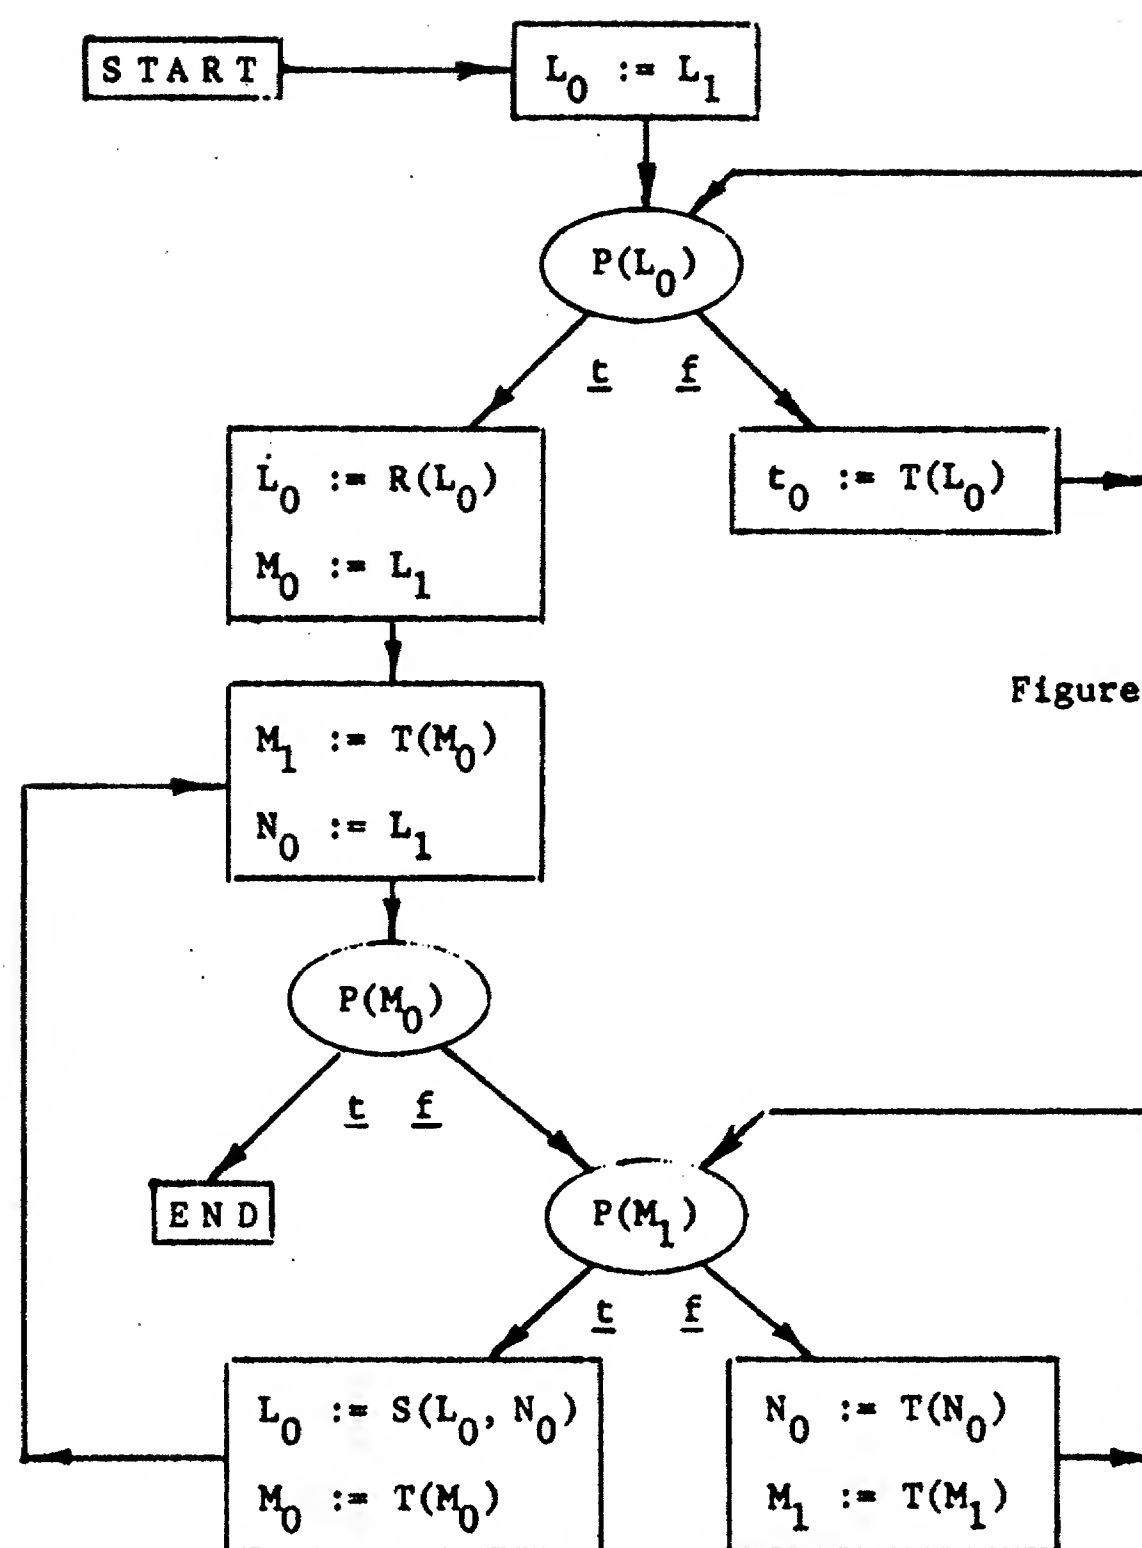 START
L₀ := L₁
P(L₀)
t f
L₀ := R(L₀)
M₀ := L₁
t₀ := T(L₀)
Figure
M₁ := T(M₀)
N₀ := L₁
P(M₀)
t f
END
P(M₁)
t f
L₀ := S(L₀, N₀)
M₀ := T(M₀)
N₀ := T(N₀)
M₁ := T(M₁)